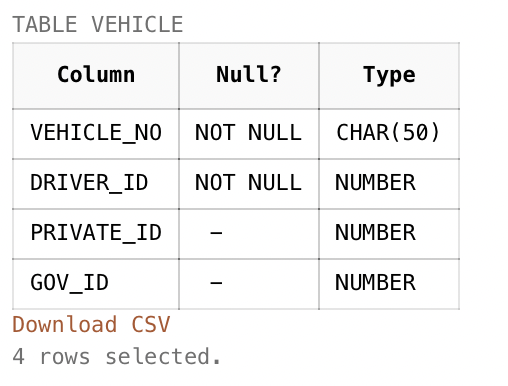 TABLE VEHICLE
Column Null? Type
VEHICLE_NO NOT NULL CHAR(50)
DRIVER_ID NOT NULL NUMBER
PRIVATE_ID – NUMBER
GOV_ID – NUMBER
Download CSV
4 rows selected.